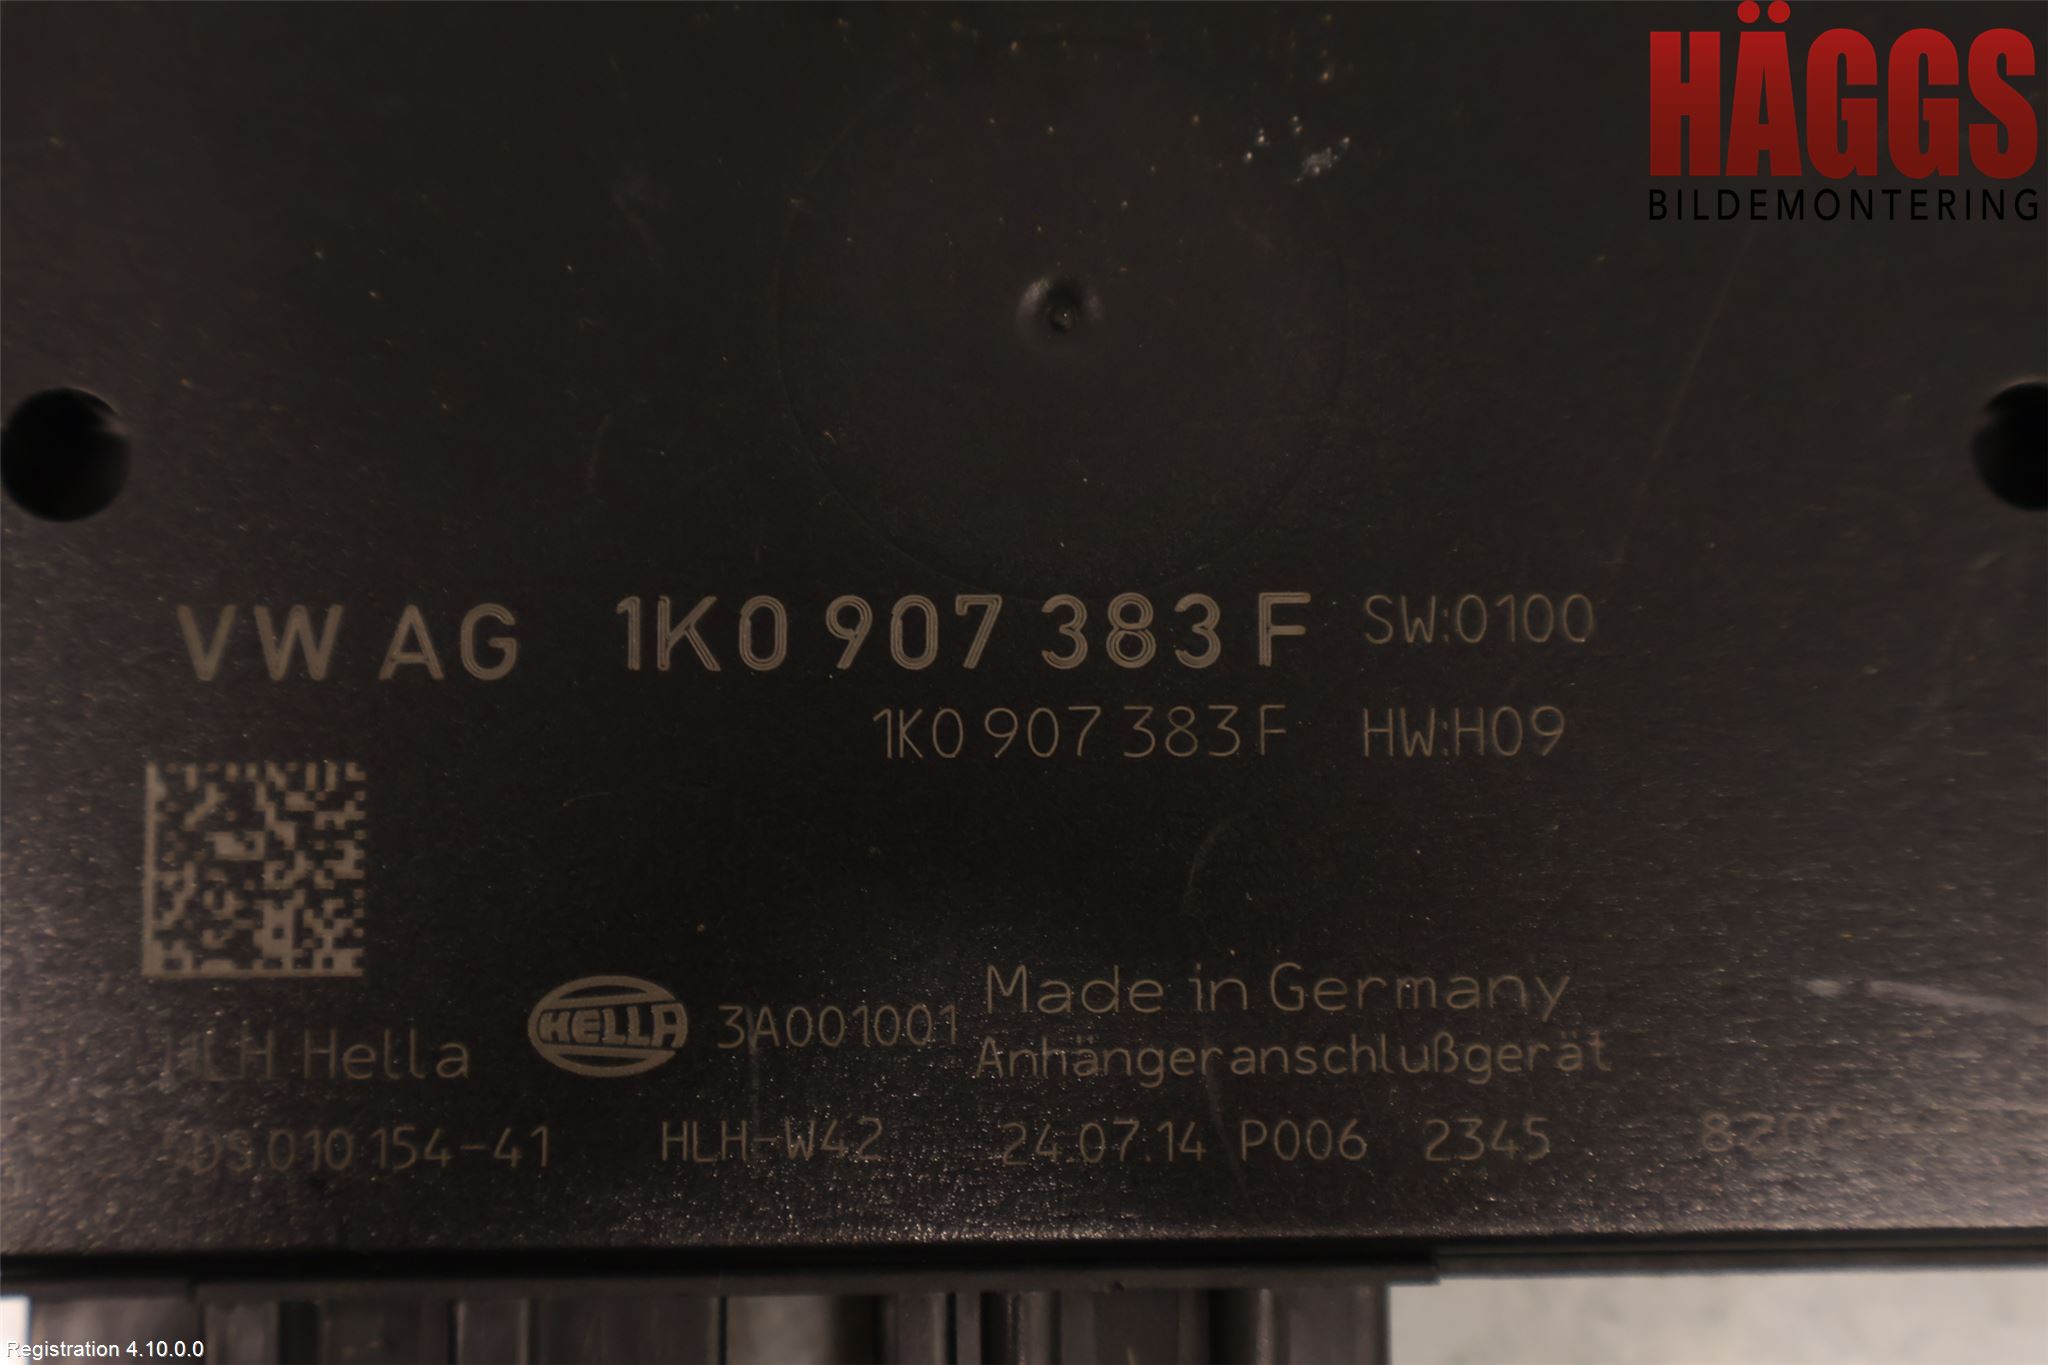 HÄGGS
BILDEMONTERING
VW AG 1K0 907 383 F SW:0100
1K0 907 383 F HW:H09
HELLA 3A001001 Made in Germany
HLH Hella Anhängeranschlußgerät
010 154-41 HLH-W42 24.07.14 P006 2345
Registration 4.10.0.0